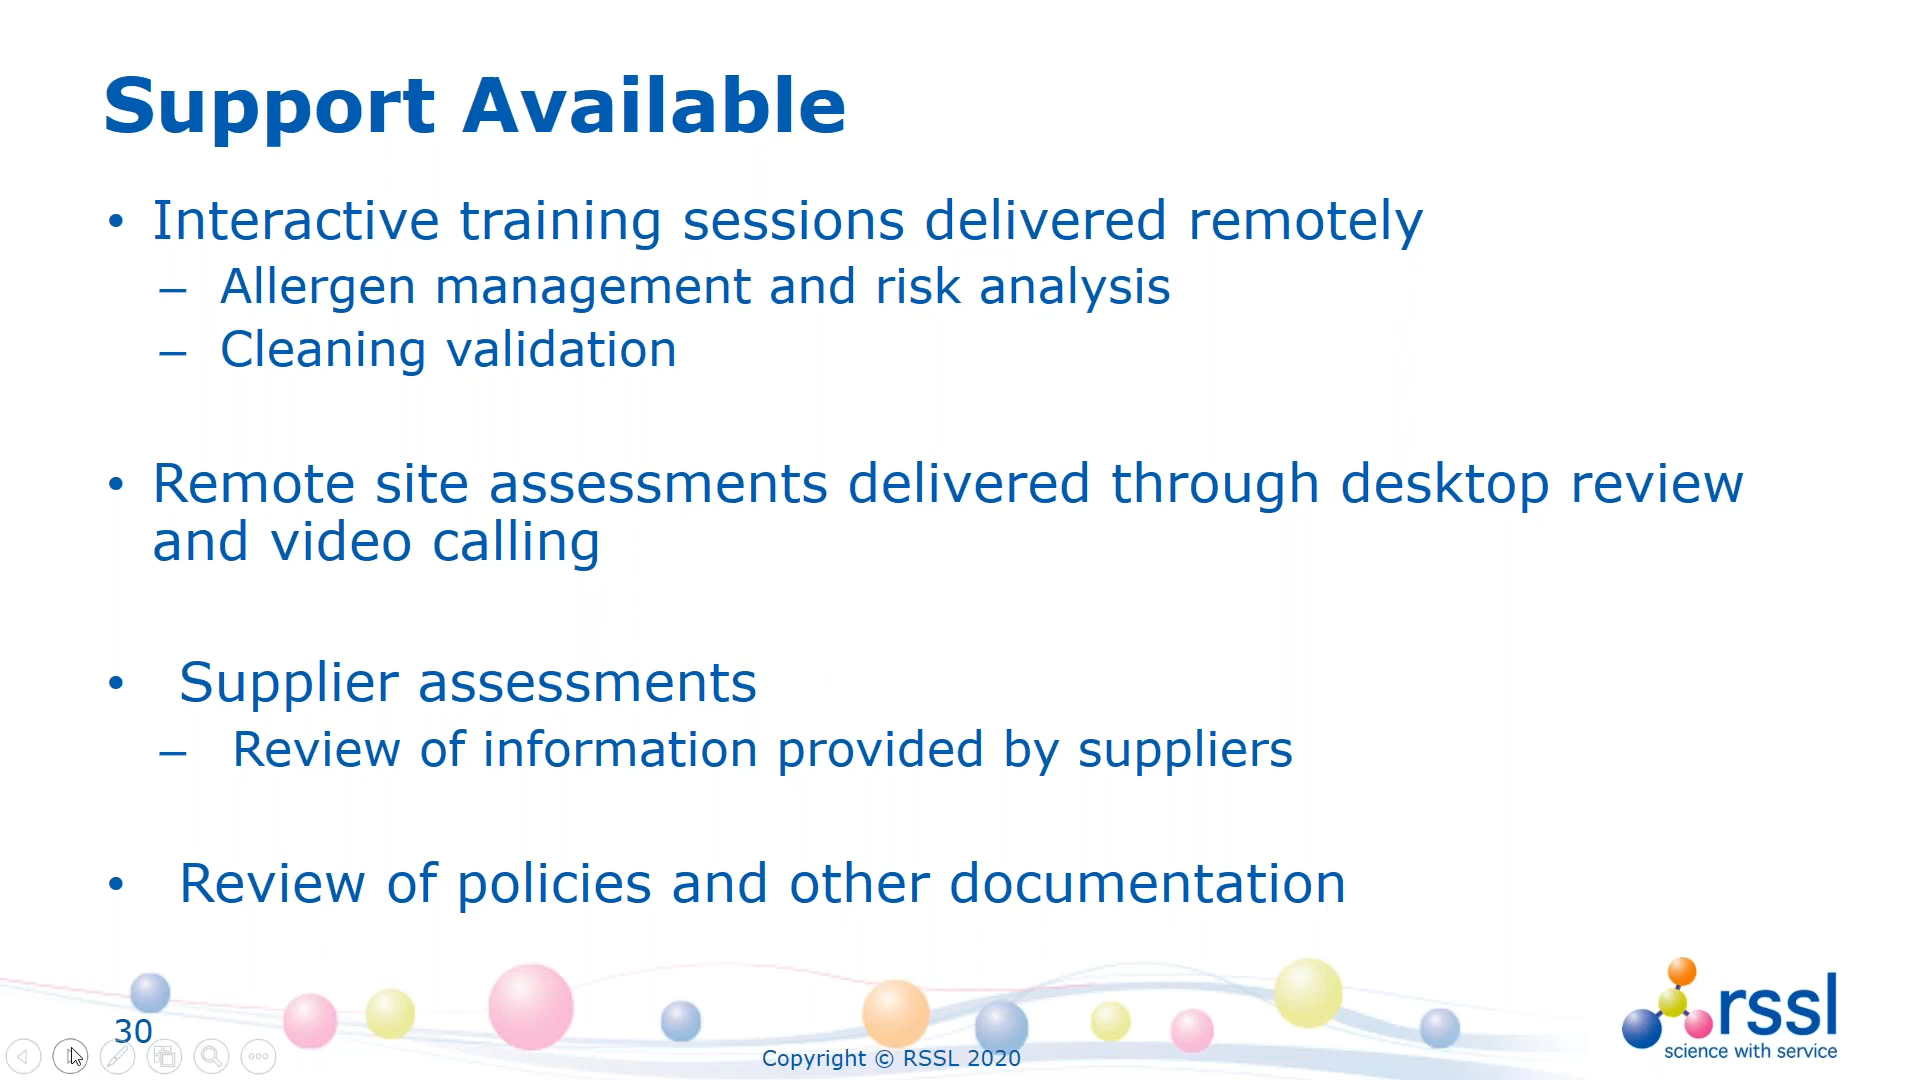 Support Available
• Interactive training sessions delivered remotely
– Allergen management and risk analysis
– Cleaning validation
• Remote site assessments delivered through desktop review
and video calling
• Supplier assessments
– Review of information provided by suppliers
• Review of policies and other documentation
30
Copyright © RSSL 2020
rssl
science with service